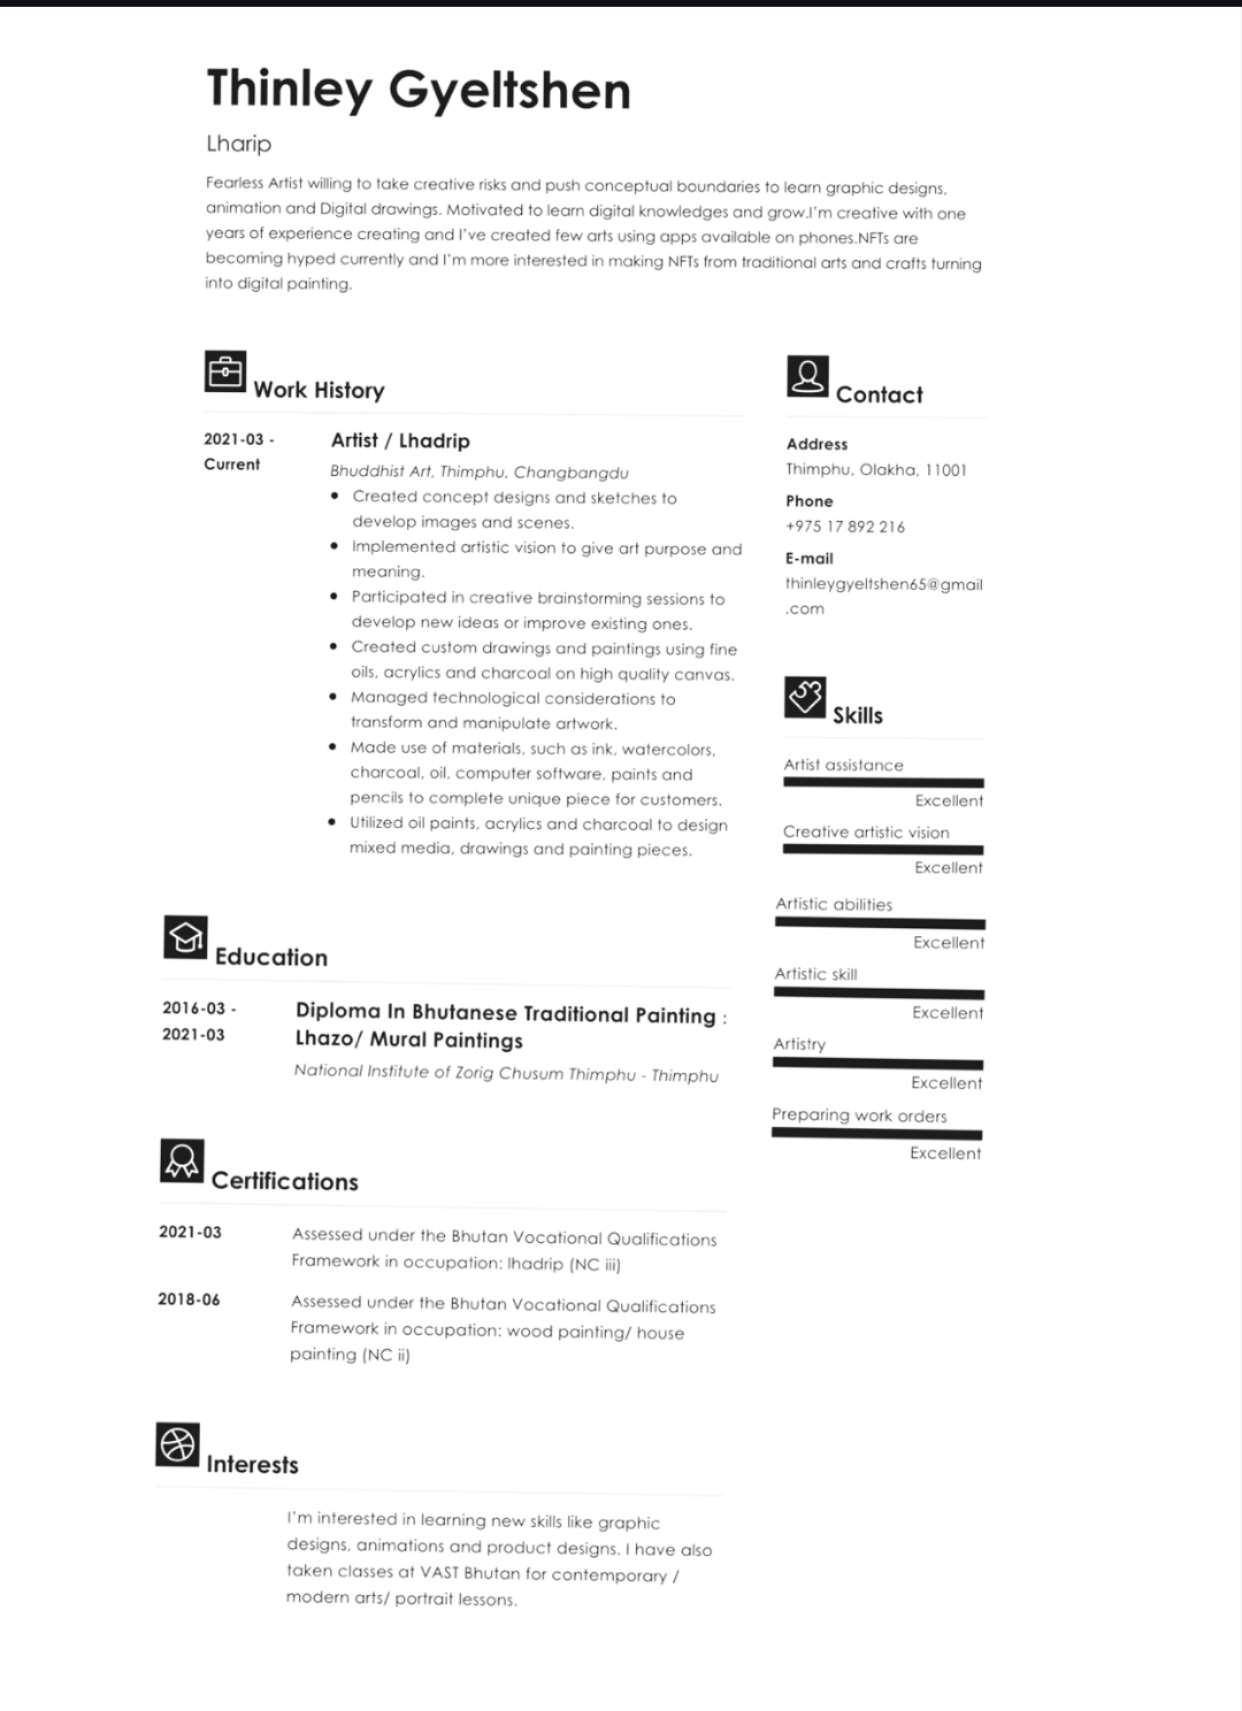 Thinley Gyeltshen
Lharip
Fearless Artist willing to take creative risks and push conceptual boundaries to learn graphic designs,
animation and Digital drawings. Motivated to learn digital knowledges and grow.I'm creative with one
years of experience creating and I've created few arts using apps available on phones.NFTs are
becoming hyped currently and I'm more interested in making NFTs from traditional arts and crafts turning
into digital painting.
Work History
2021-03 -
Current
Artist / Lhadrip
Bhuddhist Art, Thimphu, Changbangdu
• Created concept designs and sketches to
develop images and scenes.
• Implemented artistic vision to give art purpose and
meaning.
• Participated in creative brainstorming sessions to
develop new ideas or improve existing ones.
• Created custom drawings and paintings using fine
oils, acrylics and charcoal on high quality canvas.
• Managed technological considerations to
transform and manipulate artwork.
• Made use of materials, such as ink, watercolors,
charcoal, oil, computer software, paints and
pencils to complete unique piece for customers.
• Utilized oil paints, acrylics and charcoal to design
mixed media, drawings and painting pieces.
Education
2016-03 -
2021-03
Diploma In Bhutanese Traditional Painting :
Lhazo/ Mural Paintings
National Institute of Zorig Chusum Thimphu - Thimphu
Certifications
2021-03
Assessed under the Bhutan Vocational Qualifications
Framework in occupation: lhadrip (NC iii)
2018-06
Assessed under the Bhutan Vocational Qualifications
Framework in occupation: wood painting/ house
painting (NC ii)
Interests
I'm interested in learning new skills like graphic
designs, animations and product designs. I have also
taken classes at VAST Bhutan for contemporary /
modern arts/ portrait lessons.
Contact
Address
Thimphu, Olakha, 11001
Phone
+975 17 892 216
E-mail
thinleygyeltshen65@gmail
.com
Skills
Artist assistance
Excellent
Creative artistic vision
Excellent
Artistic abilities
Excellent
Artistic skill
Excellent
Artistry
Excellent
Preparing work orders
Excellent